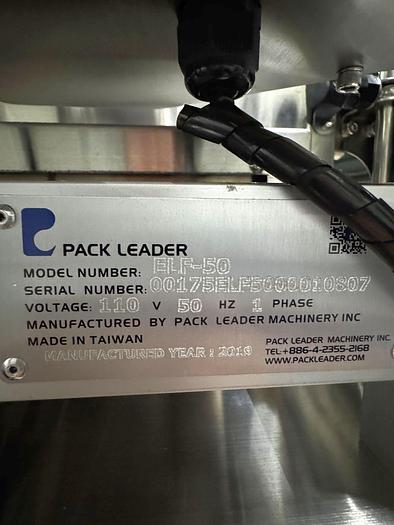 PACK LEADER
MODEL NUMBER: ELF-50
SERIAL NUMBER: 00175ELF5000010807
VOLTAGE: 110 V 50 HZ 1 PHASE
MANUFACTURED BY PACK LEADER MACHINERY INC
MADE IN TAIWAN
MANUFACTURED YEAR : 2019
PACK LEADER MACHINERY INC.
TEL:+886-4-2355-2168
WWW.PACKLEADER.COM